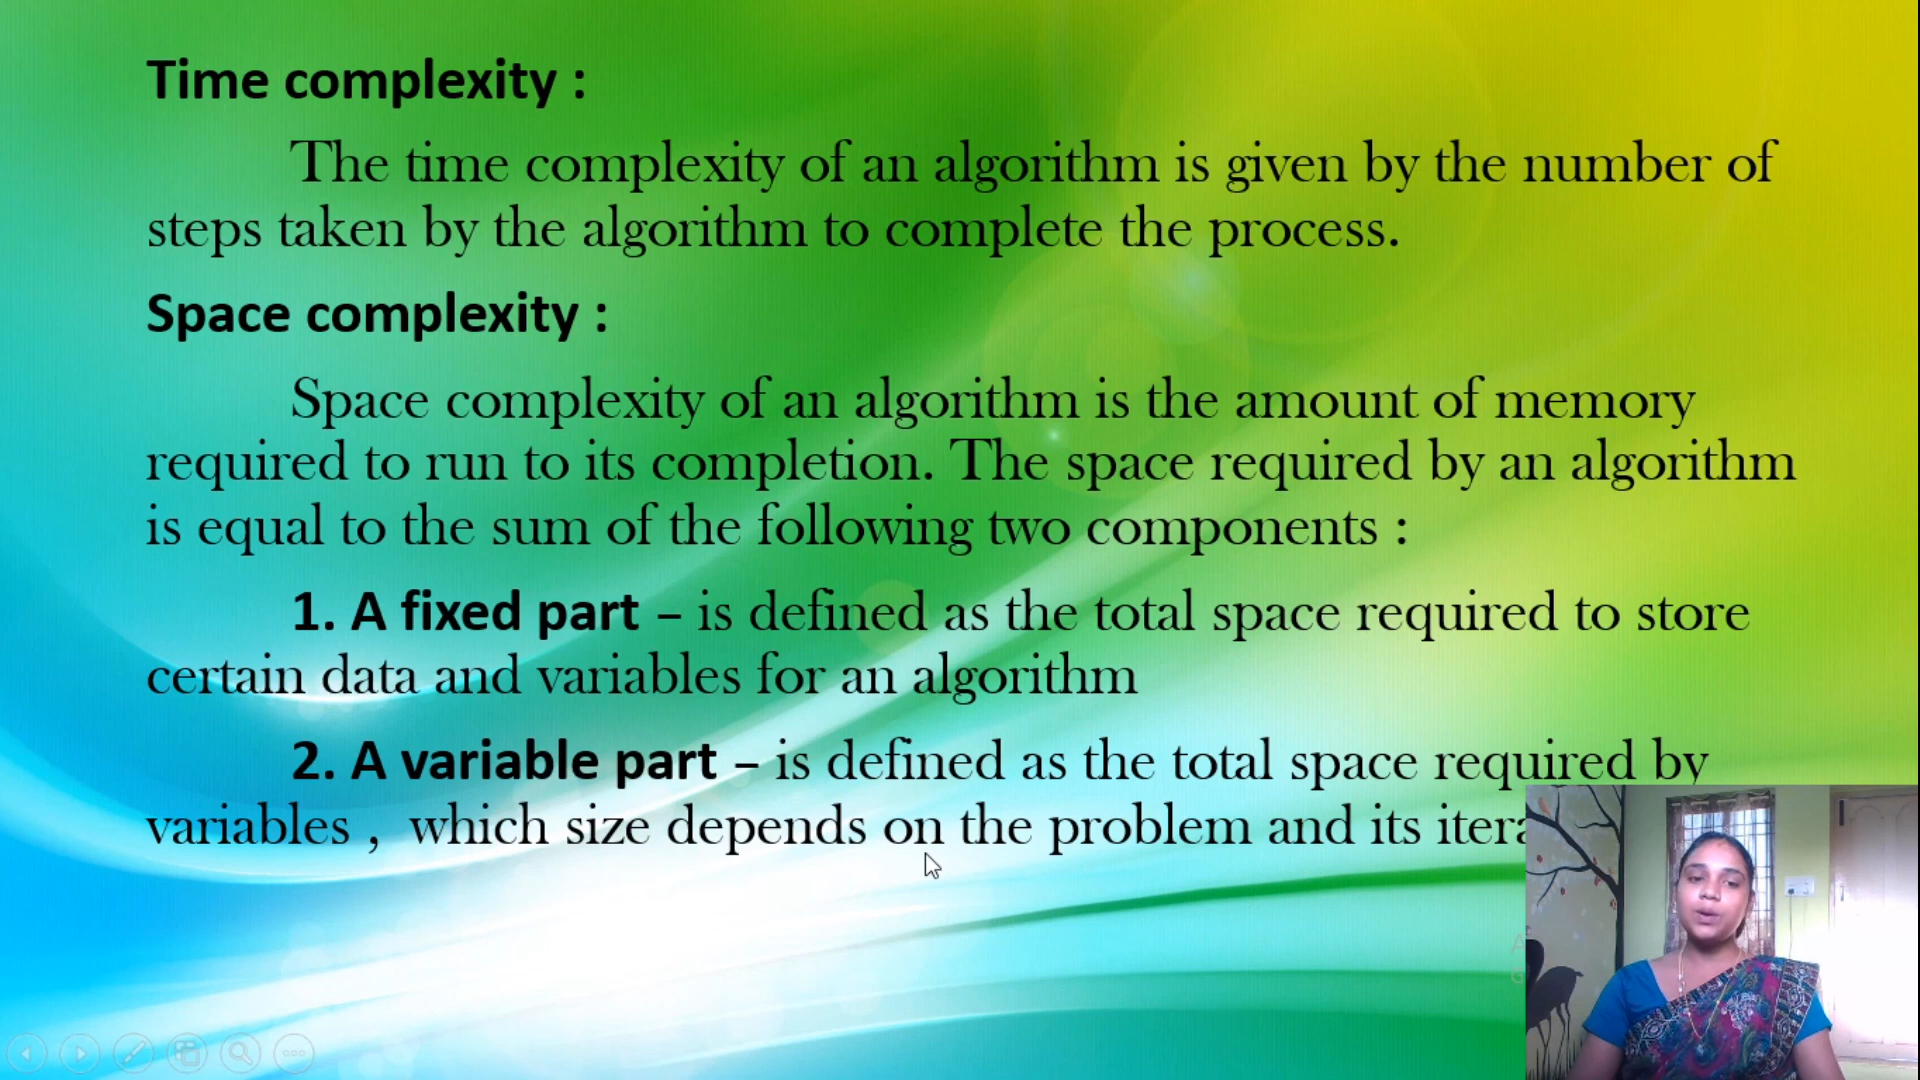 Time complexity :
The time complexity of an algorithm is given by the number of
steps taken by the algorithm to complete the process.
Space complexity :
Space complexity of an algorithm is the amount of memory
required to run to its completion. The space required by an algorithm
is equal to the sum of the following two components :
1. A fixed part – is defined as the total space required to store
certain data and variables for an algorithm
2. A variable part – is defined as the total space required by
variables , which size depends on the problem and its